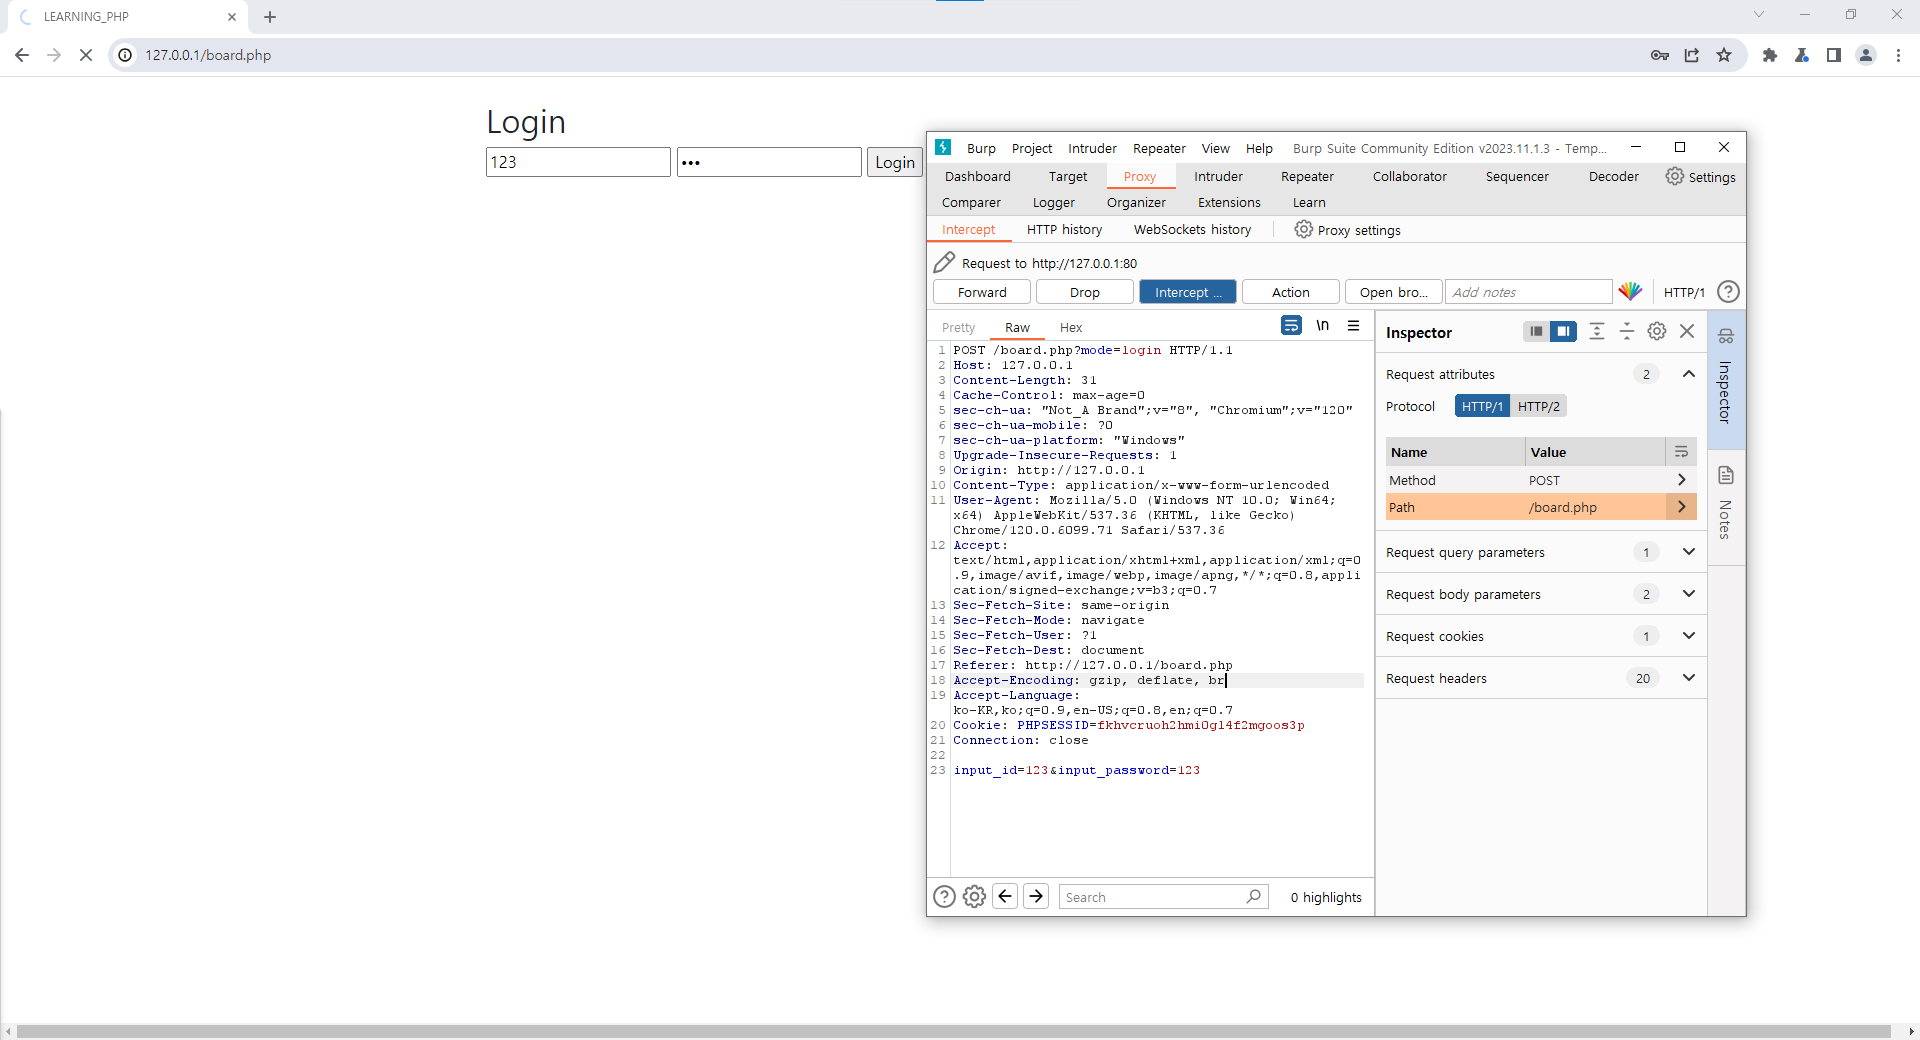 LEARNING_PHP
127.0.0.1/board.php
Login
123
•••
Login
Burp Project Intruder Repeater View Help Burp Suite Community Edition v2023.11.1.3 - Temp...
Dashboard Target Proxy Intruder Repeater Collaborator Sequencer Decoder Settings
Comparer Logger Organizer Extensions Learn
Intercept HTTP history WebSockets history Proxy settings
Request to http://127.0.0.1:80
Forward Drop Intercept ... Action Open bro... Add notes HTTP/1
Pretty Raw Hex \n
1 POST /board.php?mode=login HTTP/1.1
2 Host: 127.0.0.1
3 Content-Length: 31
4 Cache-Control: max-age=0
5 sec-ch-ua: "Not_A Brand";v="8", "Chromium";v="120"
6 sec-ch-ua-mobile: ?0
7 sec-ch-ua-platform: "Windows"
8 Upgrade-Insecure-Requests: 1
9 Origin: http://127.0.0.1
10 Content-Type: application/x-www-form-urlencoded
11 User-Agent: Mozilla/5.0 (Windows NT 10.0; Win64;
x64) AppleWebKit/537.36 (KHTML, like Gecko)
Chrome/120.0.6099.71 Safari/537.36
12 Accept:
text/html,application/xhtml+xml,application/xml;q=0
.9,image/avif,image/webp,image/apng,*/*;q=0.8,appli
cation/signed-exchange;v=b3;q=0.7
13 Sec-Fetch-Site: same-origin
14 Sec-Fetch-Mode: navigate
15 Sec-Fetch-User: ?1
16 Sec-Fetch-Dest: document
17 Referer: http://127.0.0.1/board.php
18 Accept-Encoding: gzip, deflate, br
19 Accept-Language:
ko-KR,ko;q=0.9,en-US;q=0.8,en;q=0.7
20 Cookie: PHPSESSID=fkhvcruoh2hmi0gl4f2mgoos3p
21 Connection: close
22
23 input_id=123&input_password=123
Search
0 highlights
Inspector
Request attributes 2
Protocol HTTP/1 HTTP/2
Name Value
Method POST
Path /board.php
Request query parameters 1
Request body parameters 2
Request cookies 1
Request headers 20
Inspector
Notes